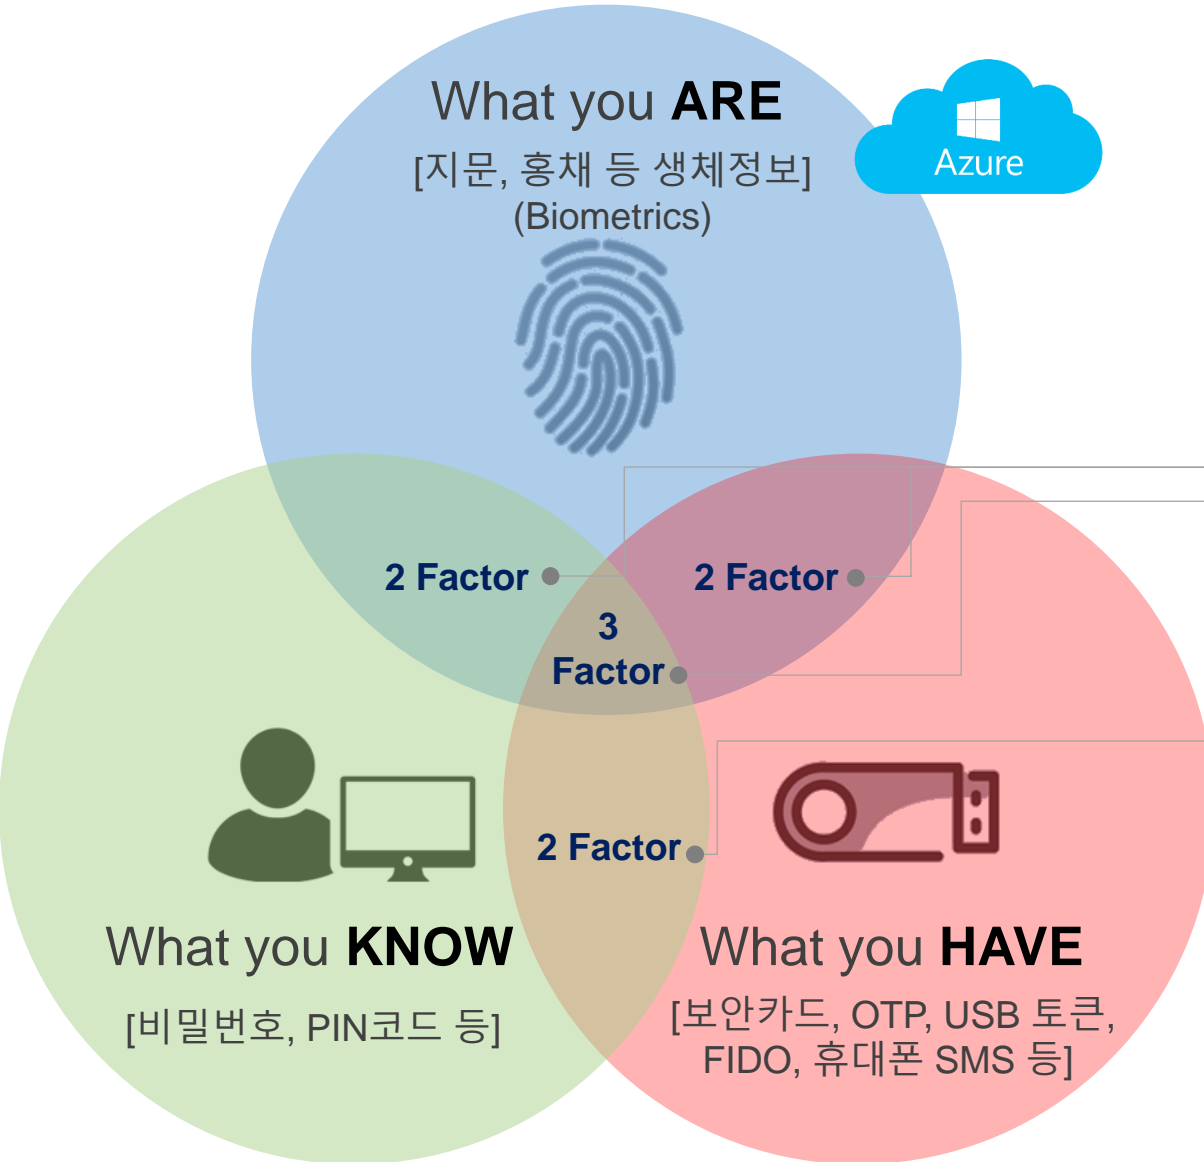 What you ARE
[지문, 홍채 등 생체정보]
(Biometrics)
Azure
2 Factor
2 Factor
3
Factor
2 Factor
What you KNOW
[비밀번호, PIN코드 등]
What you HAVE
[보안카드, OTP, USB 토큰,
FIDO, 휴대폰 SMS 등]